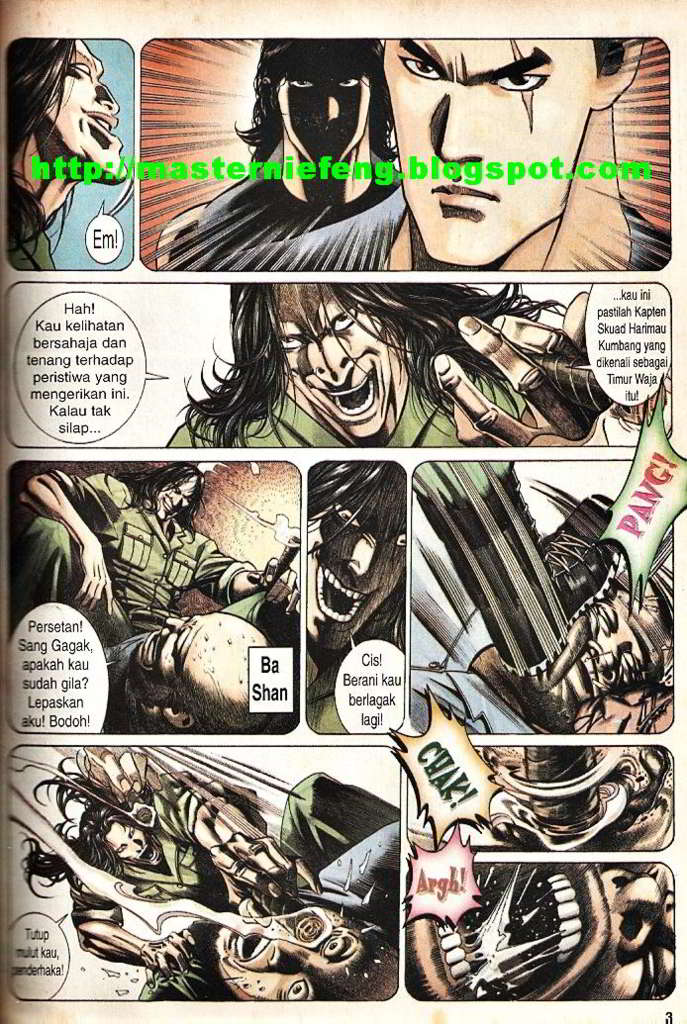 http://masterniefeng.blogspot.com
Em!
Hah!
Kau kelihatan
bersahaja dan
tenang terhadap
peristiwa yang
mengerikan ini.
Kalau tak
silap...
...kau ini
pastilah Kapten
Skuad Harimau
Kumbang yang
dikenali sebagai
Timur Waja
itu!
Persetan!
Sang Gagak,
apakah kau
sudah gila?
Lepaskan
aku! Bodoh!
Ba
Shan
Cis!
Berani kau
berlagak
lagi!
PANG!
Tutup
mulut kau,
penderhaka!
CHAK!
Argh!
3